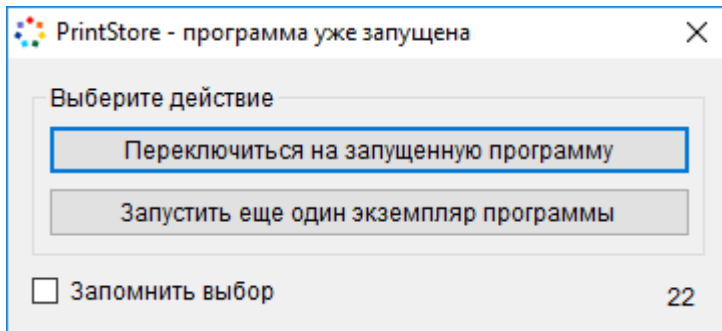 PrintStore - программа уже запущена
Выберите действие
Переключиться на запущенную программу
Запустить еще один экземпляр программы
Запомнить выбор
22